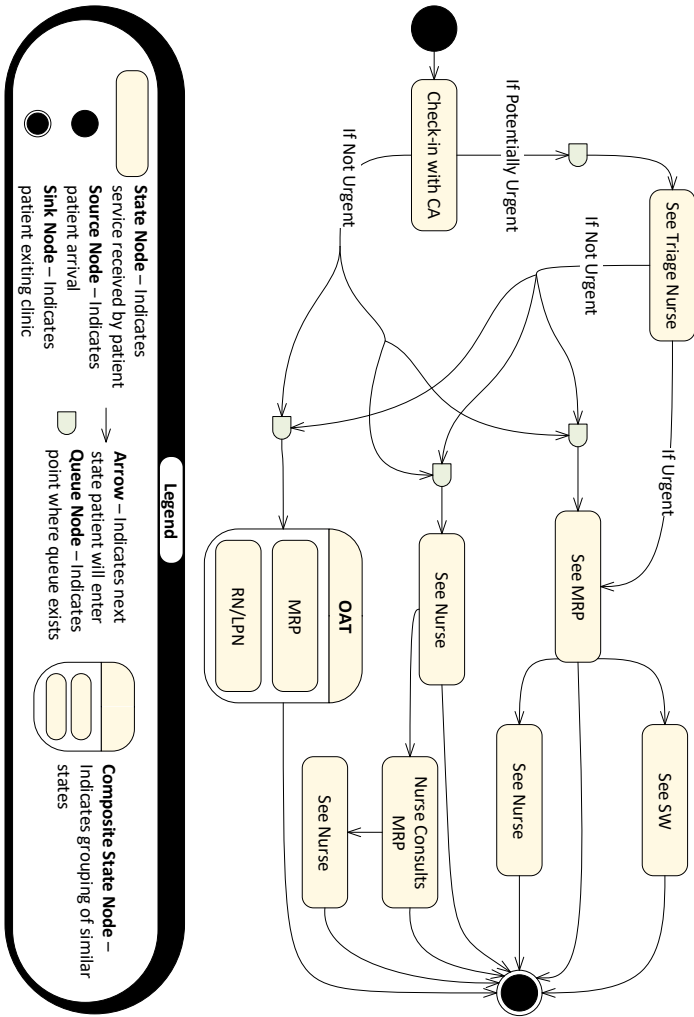 Check-in with CA
If Potentially Urgent
If Not Urgent
See Triage Nurse
If Not Urgent
If Urgent
See MRP
See Nurse
OAT
MRP
RN/LPN
See SW
See Nurse
Nurse Consults
MRP
See Nurse
Legend
State Node – Indicates
service received by patient
Source Node – Indicates
patient arrival
Sink Node – Indicates
patient exiting clinic
Arrow – Indicates next
state patient will enter
Queue Node – Indicates
point where queue exists
Composite State Node –
Indicates grouping of similar
states